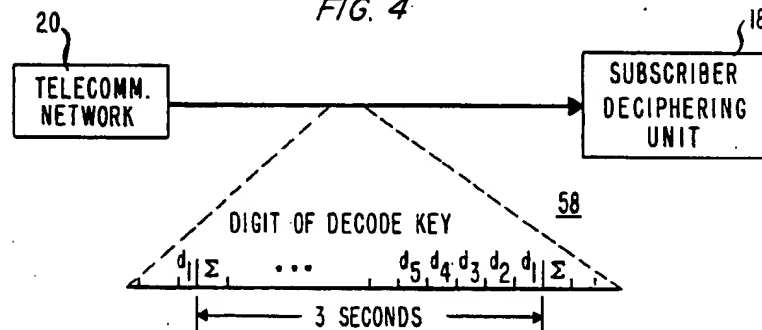 FIG. 4
20
TELECOMM.
NETWORK
18
SUBSCRIBER
DECIPHERING
UNIT
58
DIGIT OF DECODE KEY
d1 Σ ••• d5 d4 d3 d2 d1 Σ
3 SECONDS